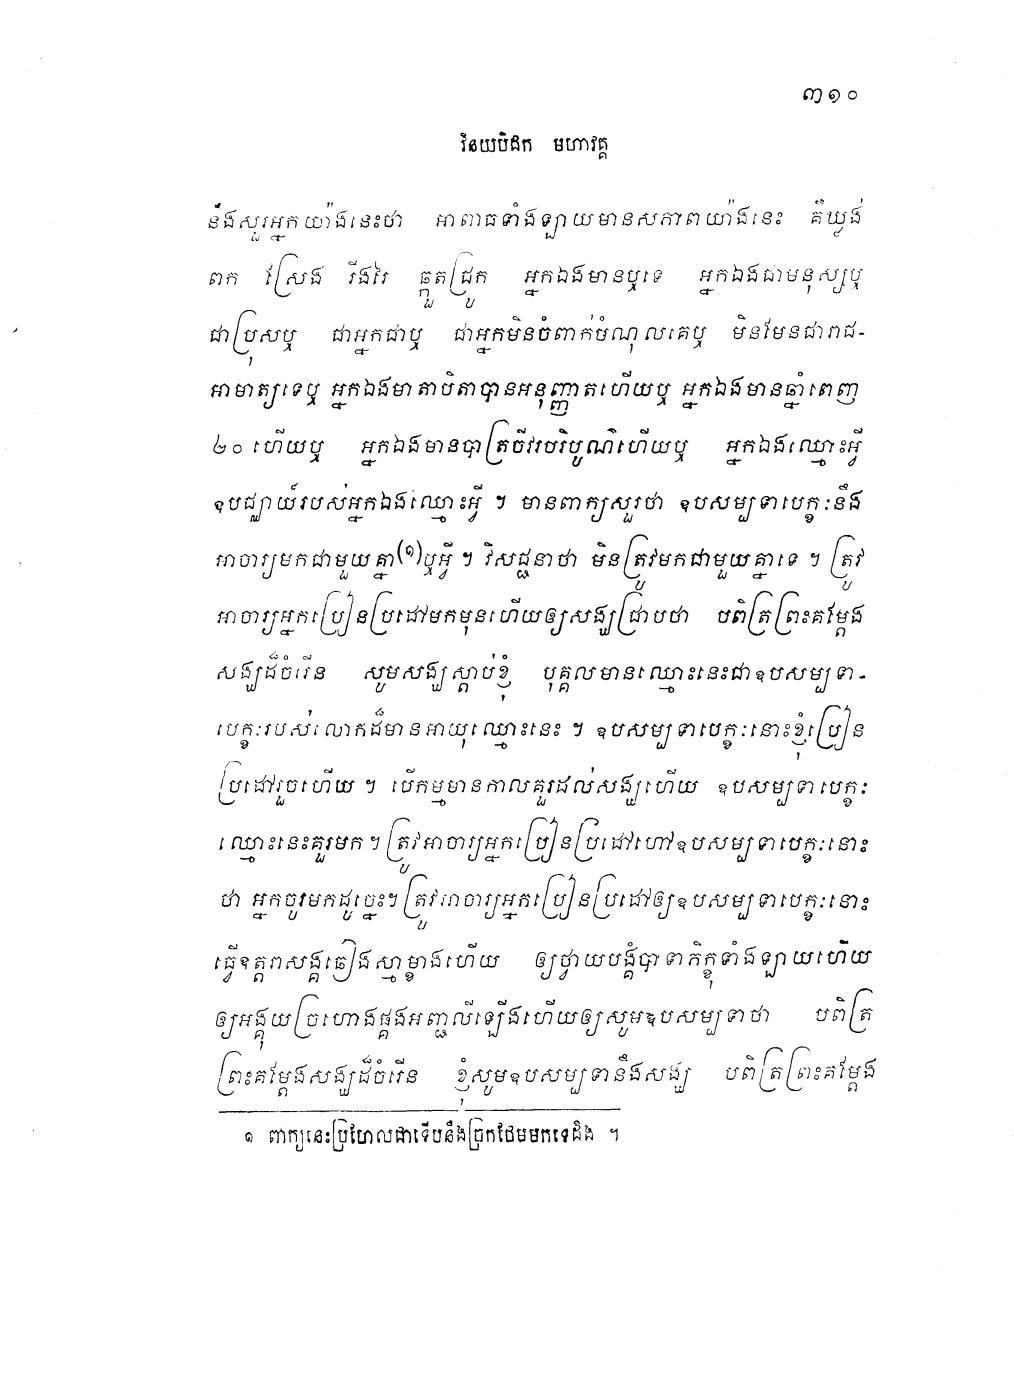 ៣១០
វិនយបិដក មហាវគ្គ
នឹងសួរអ្នកយ៉ាងនេះថា អាពាធទាំងឡាយមានសភាពយ៉ាងនេះ គឺឃ្លង់
ពក ស្រែង រីងរៃ ឆ្កួតជ្រូក អ្នកឯងមានឬទេ អ្នកឯងជាមនុស្សឬ
ជាប្រុសឬ ជាអ្នកជាឬ ជាអ្នកមិនចំពាក់បំណុលគេឬ មិនមែនជារាជ-
អាមាត្យទេឬ អ្នកឯងមាតាបិតាបានអនុញ្ញាតហើយឬ អ្នកឯងមានឆ្នាំពេញ
២០ ហើយឬ អ្នកឯងមានបាត្រចីវរបរិបូណ៌ហើយឬ អ្នកឯងឈ្មោះអ្វី
ឧបជ្ឈាយ៍របស់អ្នកឯងឈ្មោះអ្វី ។ មានពាក្យសួរថា ឧបសម្បទាបេក្ខៈនឹង
អាចារ្យមកជាមួយគ្នា(១)ឬអ្វី ។ វិសជ្ជនាថា មិនត្រូវមកជាមួយគ្នាទេ ។ ត្រូវ
អាចារ្យអ្នកប្រៀនប្រដៅមកមុនហើយឲ្យសង្ឃជ្រាបថា បពិត្រព្រះគម្តែង
សង្ឃដ៏ចំរើន សូមសង្ឃស្តាប់ខ្ញុំ បុគ្គលមានឈ្មោះនេះជាឧបសម្បទា-
បេក្ខៈរបស់លោកដ៏មានអាយុឈ្មោះនេះ ។ ឧបសម្បទាបេក្ខៈនោះខ្ញុំប្រៀន
ប្រដៅរួចហើយ ។ បើកម្មមានកាលគួរដល់សង្ឃហើយ ឧបសម្បទាបេក្ខៈ
ឈ្មោះនេះគួរមក ។ ត្រូវអាចារ្យអ្នកប្រៀនប្រដៅហៅឧបសម្បទាបេក្ខៈនោះ
ថា អ្នកចូរមកដូច្នេះ។ ត្រូវអាចារ្យអ្នកប្រៀនប្រដៅឲ្យឧបសម្បទាបេក្ខៈនោះ
ធ្វើឧត្តរាសង្គធៀងស្មាម្ខាងហើយ ឲ្យថ្វាយបង្គំបាទាភិក្ខុទាំងឡាយហើយ
ឲ្យអង្គុយច្រហោងផ្គងអញ្ជលីឡើងហើយឲ្យសូមឧបសម្បទាថា បពិត្រ
ព្រះគម្តែងសង្ឃដ៏ចំរើន ខ្ញុំសូមឧបសម្បទានឹងសង្ឃ បពិត្រព្រះគម្តែង
១ ពាក្យនេះប្រហែលជាទើបនឹងច្រកថែមមកទេដឹង ។